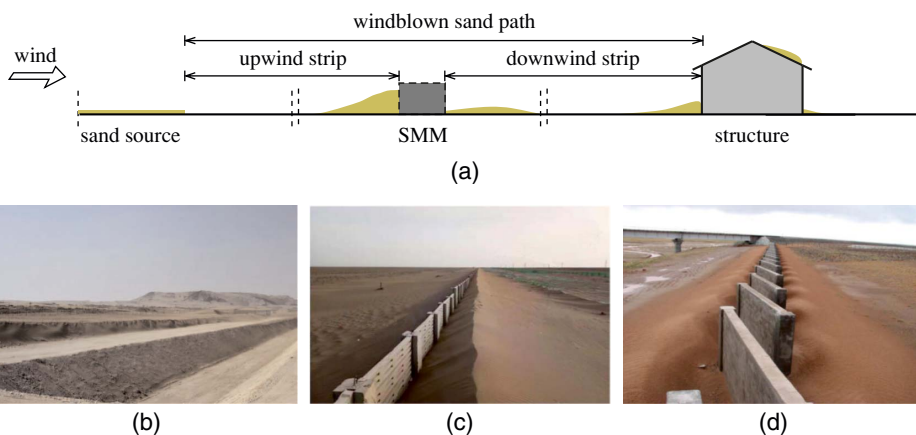 windblown sand path
wind
upwind strip
downwind strip
sand source
SMM
structure
(a)
(b)
(c)
(d)